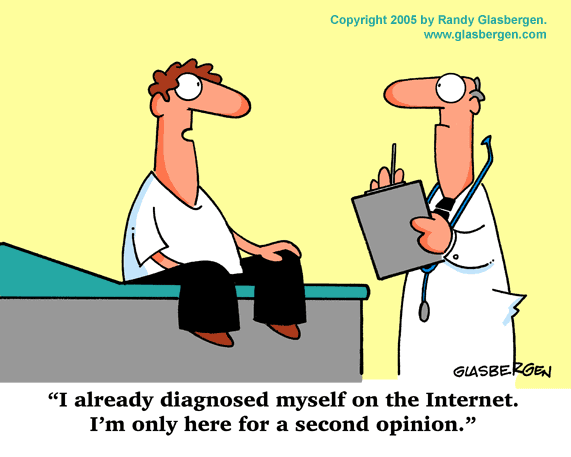 Copyright 2005 by Randy Glasbergen.
www.glasbergen.com
GLASBERGEN
“I already diagnosed myself on the Internet.
I’m only here for a second opinion.”